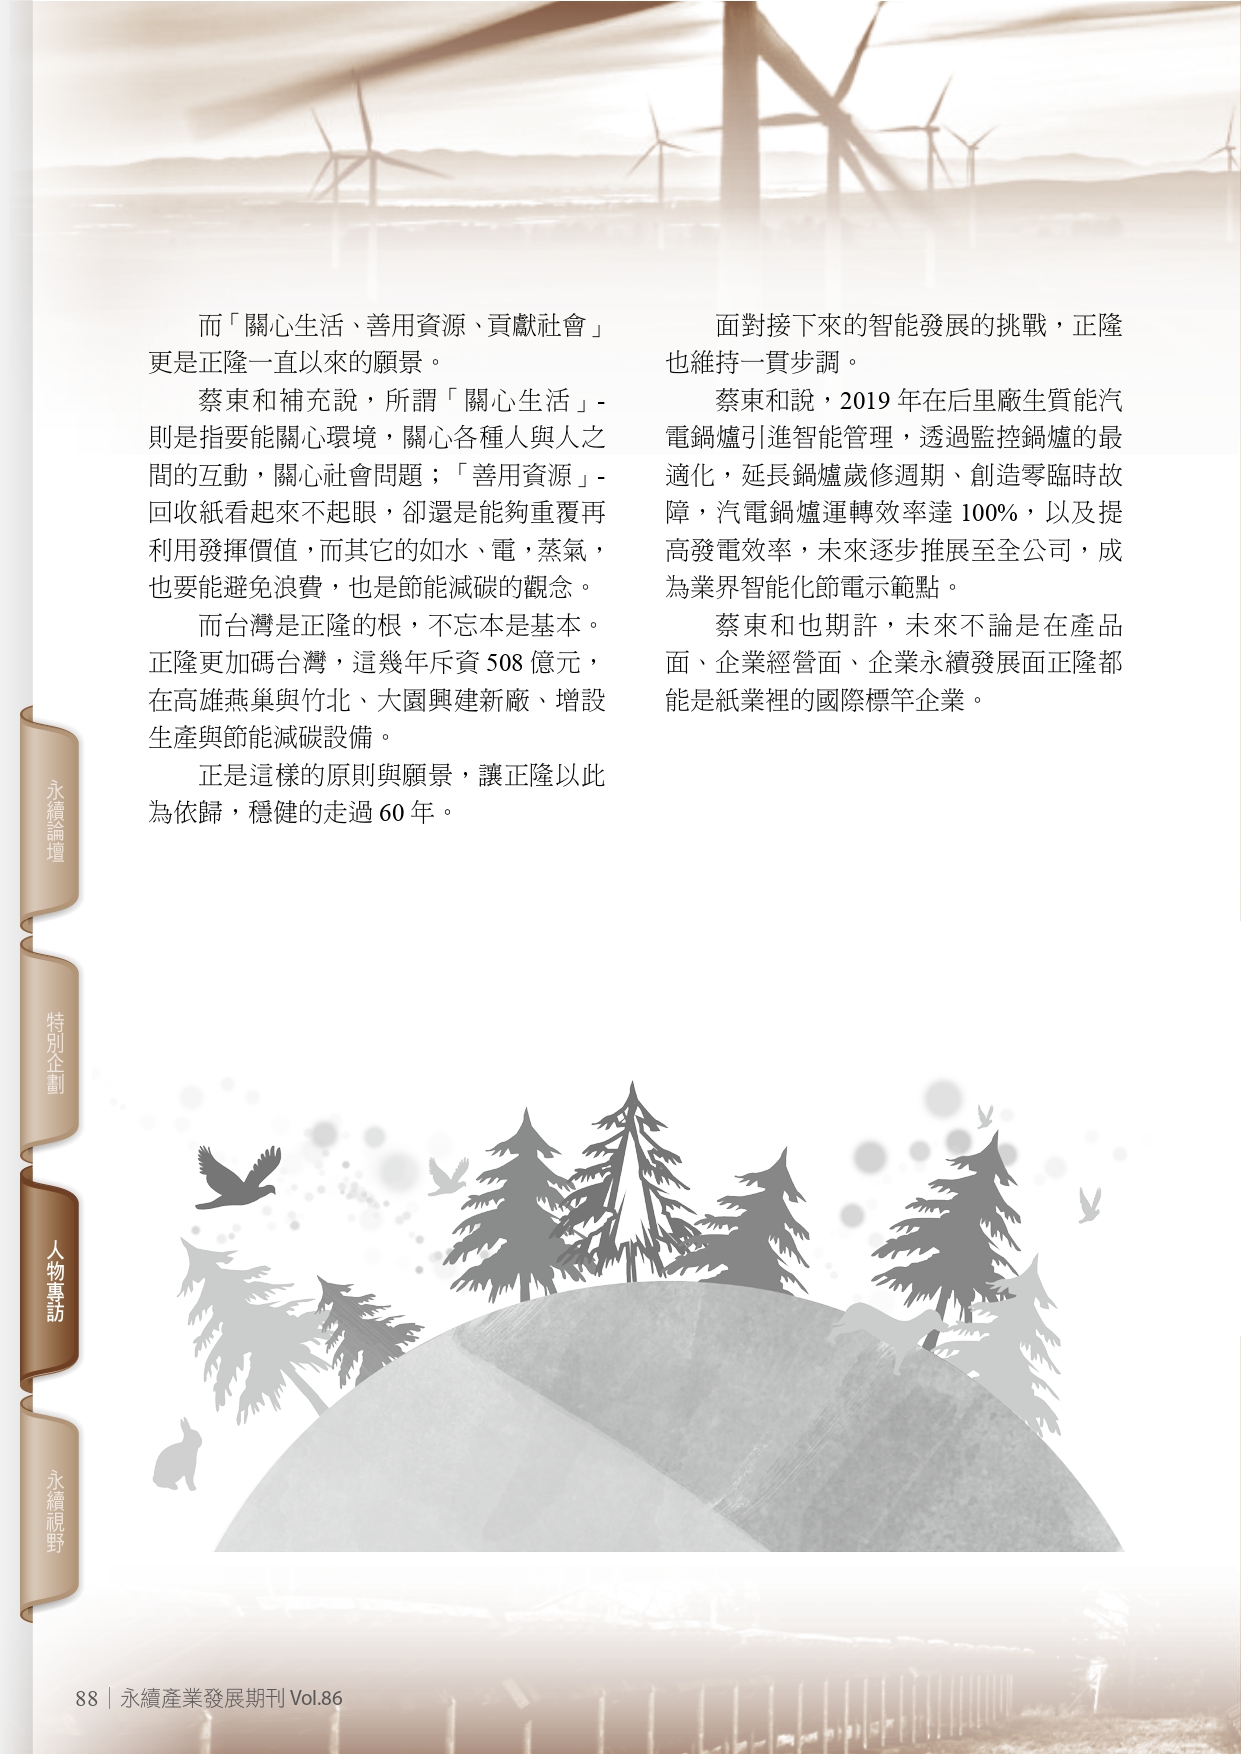 而「關心生活、善用資源、貢獻社會」
更是正隆一直以來的願景。
蔡東和補充說，所謂「關心生活」-
則是指要能關心環境，關心各種人與人之
間的互動，關心社會問題；「善用資源」-
回收紙看起來不起眼，卻還是能夠重覆再
利用發揮價值，而其它的如水、電，蒸氣，
也要能避免浪費，也是節能減碳的觀念。
而台灣是正隆的根，不忘本是基本。
正隆更加碼台灣，這幾年斥資 508 億元，
在高雄燕巢與竹北、大園興建新廠、增設
生產與節能減碳設備。
正是這樣的原則與願景，讓正隆以此
為依歸，穩健的走過 60 年。
面對接下來的智能發展的挑戰，正隆
也維持一貫步調。
蔡東和說，2019 年在后里廠生質能汽
電鍋爐引進智能管理，透過監控鍋爐的最
適化，延長鍋爐歲修週期、創造零臨時故
障，汽電鍋爐運轉效率達 100%，以及提
高發電效率，未來逐步推展至全公司，成
為業界智能化節電示範點。
蔡東和也期許，未來不論是在產品
面、企業經營面、企業永續發展面正隆都
能是紙業裡的國際標竿企業。
永續論壇
特別企劃
人物專訪
永續視野
88 | 永續產業發展期刊 Vol.86